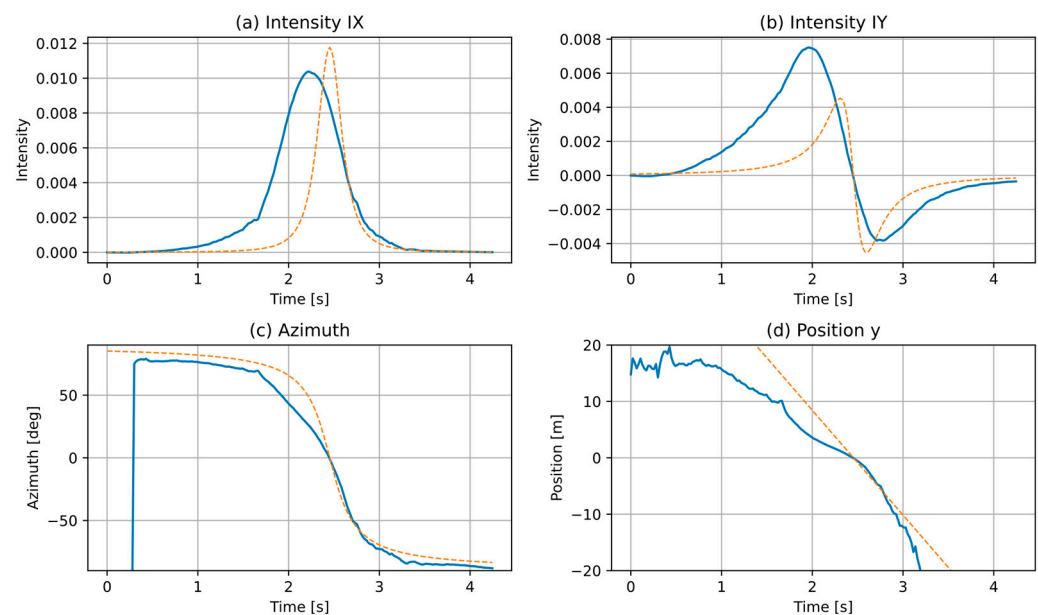 (a) Intensity IX
0.012
0.010
0.008
0.006
0.004
0.002
0.000
Intensity
0 1 2 3 4
Time [s]
(b) Intensity IY
0.008
0.006
0.004
0.002
0.000
−0.002
−0.004
Intensity
0 1 2 3 4
Time [s]
(c) Azimuth
50
0
−50
Azimuth [deg]
0 1 2 3 4
Time [s]
(d) Position y
20
10
0
−10
−20
Position [m]
0 1 2 3 4
Time [s]